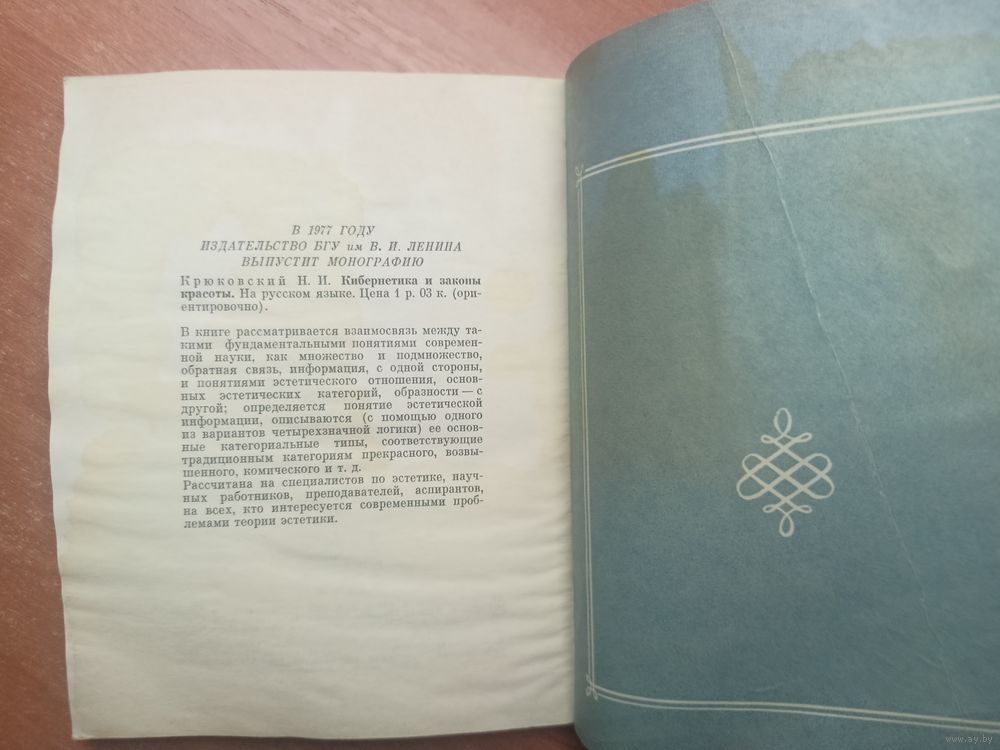 В 1977 ГОДУ
ИЗДАТЕЛЬСТВО БГУ им В. И. ЛЕНИНА
ВЫПУСТИТ МОНОГРАФИЮ
Крюковский Н. И. Кибернетика и законы
красоты. На русском языке. Цена 1 р. 03 к. (ори-
ентировочно).
В книге рассматривается взаимосвязь между та-
кими фундаментальными понятиями современ-
ной науки, как множество и подмножество,
обратная связь, информация, с одной стороны,
и понятиями эстетического отношения, основ-
ных эстетических категорий, образности — с
другой; определяется понятие эстетической
информации, описываются (с помощью одного
из вариантов четырехзначной логики) ее основ-
ные категориальные типы, соответствующие
традиционным категориям прекрасного, возвы-
шенного, комического и т. д.
Рассчитана на специалистов по эстетике, науч-
ных работников, преподавателей, аспирантов,
на всех, кто интересуется современными проб-
лемами теории эстетики.
www.ay.by